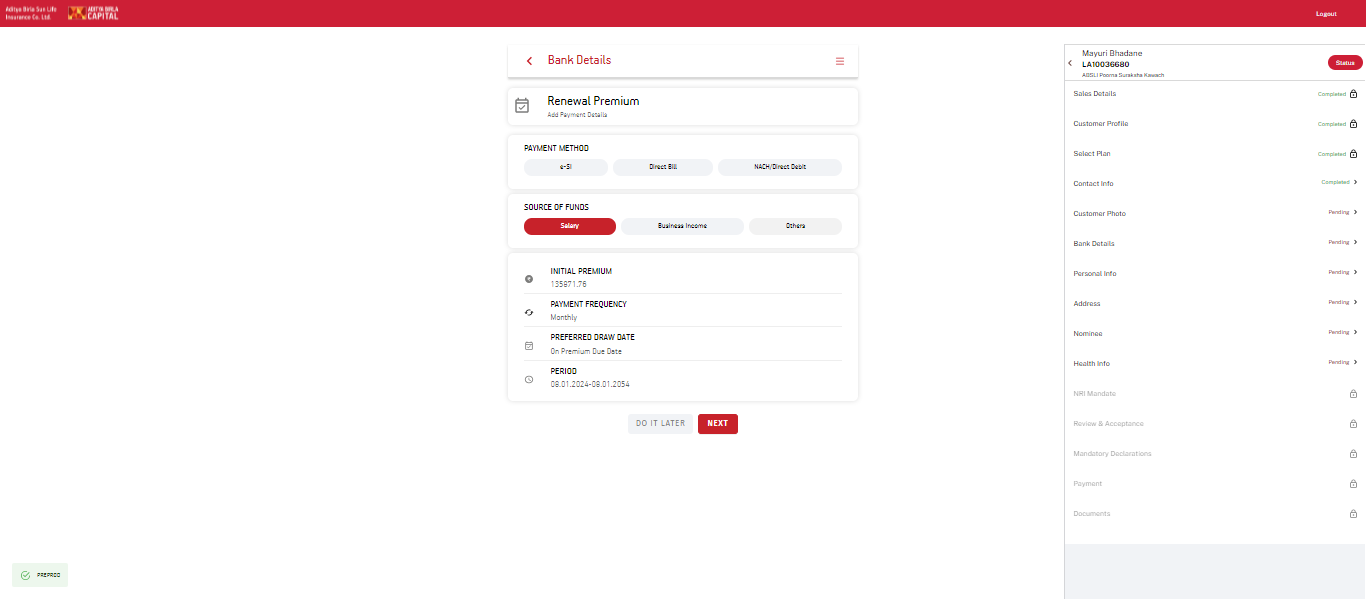 Aditya Birla Sun Life
Insurance Co. Ltd.
ADITYA BIRLA
CAPITAL
Logout
Bank Details
Renewal Premium
Add Payment Details
PAYMENT METHOD
e-SI
Direct Bill
NACH/Direct Debit
SOURCE OF FUNDS
Salary
Business Income
Others
INITIAL PREMIUM
135971.76
PAYMENT FREQUENCY
Monthly
PREFERRED DRAW DATE
On Premium Due Date
PERIOD
08.01.2024-08.01.2054
DO IT LATER
NEXT
Mayuri Bhadane
LA10036680
ABSLI Poorna Suraksha Kawach
Status
Sales Details Completed
Customer Profile Completed
Select Plan Completed
Contact Info Completed
Customer Photo Pending
Bank Details Pending
Personal Info Pending
Address Pending
Nominee Pending
Health Info Pending
NRI Mandate
Review & Acceptance
Mandatory Declarations
Payment
Documents
PREPROD